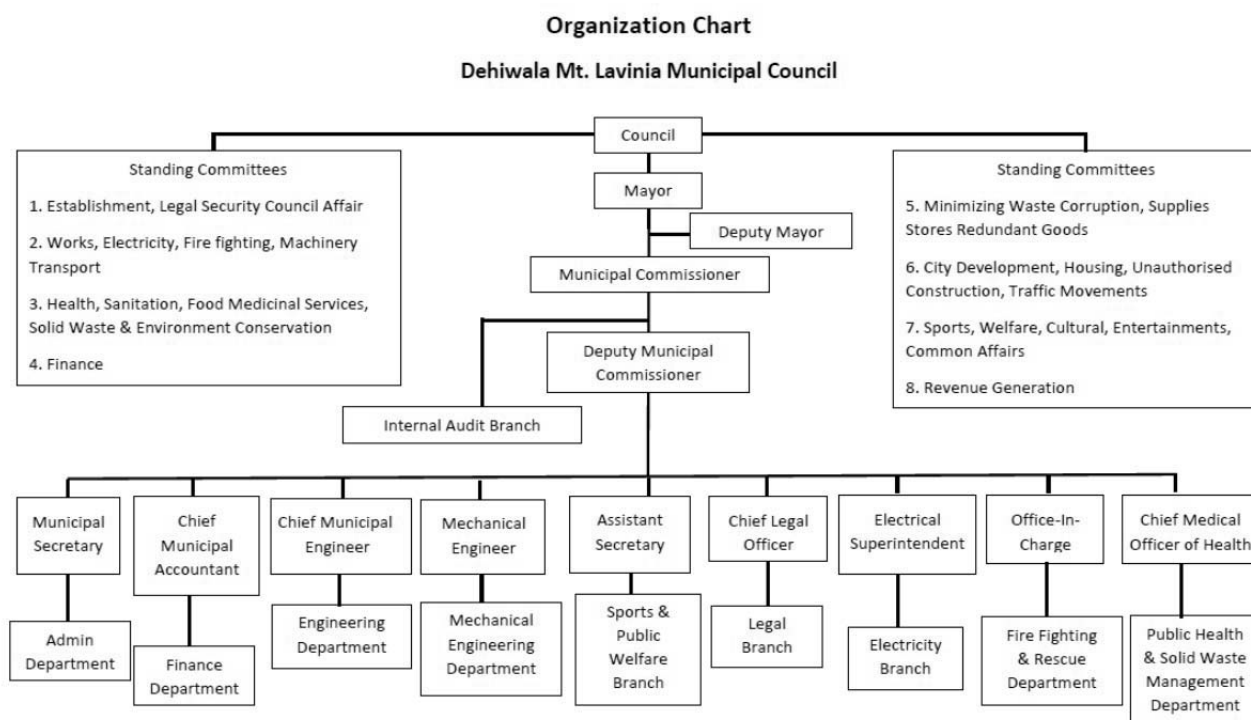 Organization Chart
Dehiwala Mt. Lavinia Municipal Council
Council
Standing Committees
1. Establishment, Legal Security Council Affair
2. Works, Electricity, Fire fighting, Machinery
Transport
3. Health, Sanitation, Food Medicinal Services,
Solid Waste & Environment Conservation
4. Finance
Mayor
Deputy Mayor
Municipal Commissioner
Deputy Municipal
Commissioner
Internal Audit Branch
Standing Committees
5. Minimizing Waste Corruption, Supplies
Stores Redundant Goods
6. City Development, Housing, Unauthorised
Construction, Traffic Movements
7. Sports, Welfare, Cultural, Entertainments,
Common Affairs
8. Revenue Generation
Municipal
Secretary
Chief
Municipal
Accountant
Chief Municipal
Engineer
Mechanical
Engineer
Assistant
Secretary
Chief Legal
Officer
Electrical
Superintendent
Office-In-
Charge
Chief Medical
Officer of Health
Admin
Department
Finance
Department
Engineering
Department
Mechanical
Engineering
Department
Sports &
Public
Welfare
Branch
Legal
Branch
Electricity
Branch
Fire Fighting
& Rescue
Department
Public Health
& Solid Waste
Management
Department